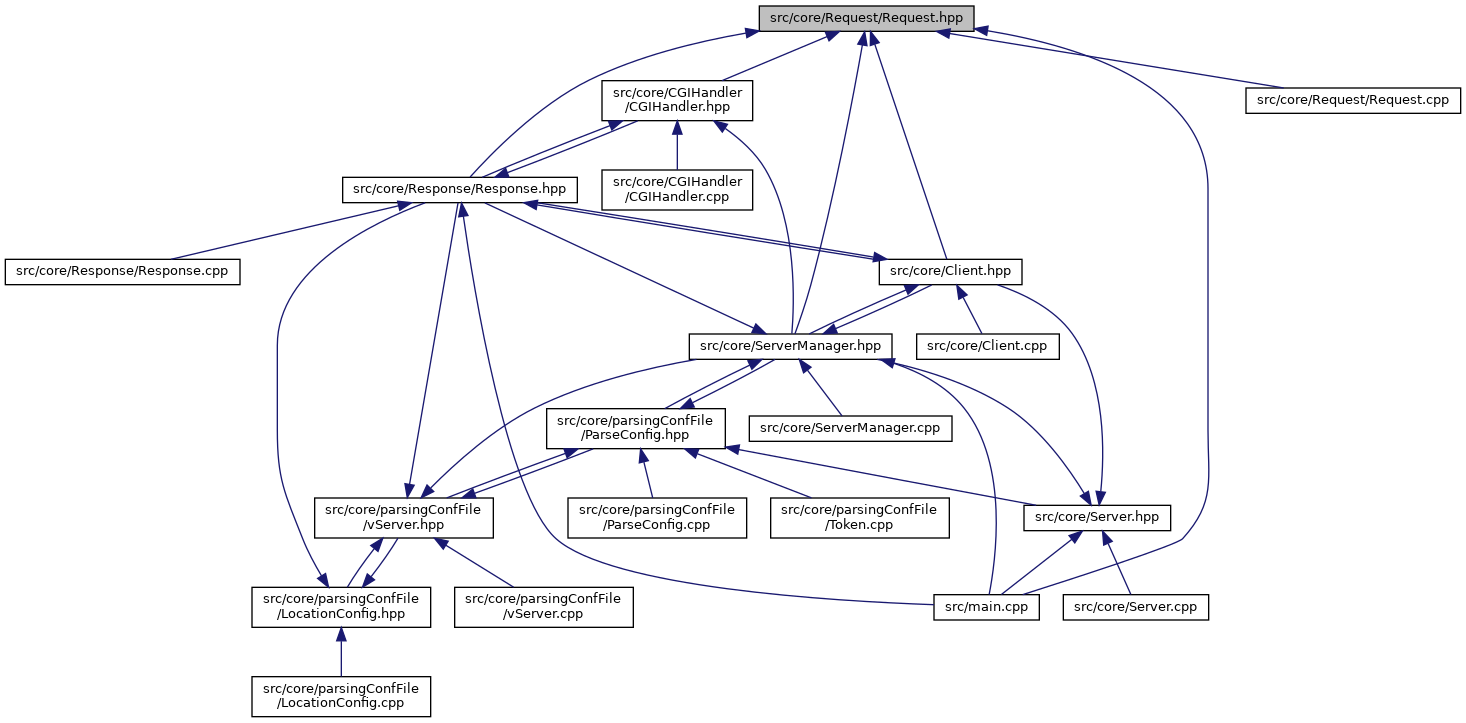 src/core/Request/Request.hpp
src/core/CGIHandler
/CGIHandler.hpp
src/core/Request/Request.cpp
src/core/Response/Response.hpp
src/core/CGIHandler
/CGIHandler.cpp
src/core/Response/Response.cpp
src/core/Client.hpp
src/core/ServerManager.hpp
src/core/Client.cpp
src/core/parsingConfFile
/ParseConfig.hpp
src/core/ServerManager.cpp
src/core/parsingConfFile
/vServer.hpp
src/core/parsingConfFile
/ParseConfig.cpp
src/core/parsingConfFile
/Token.cpp
src/core/Server.hpp
src/core/parsingConfFile
/LocationConfig.hpp
src/core/parsingConfFile
/vServer.cpp
src/main.cpp
src/core/Server.cpp
src/core/parsingConfFile
/LocationConfig.cpp